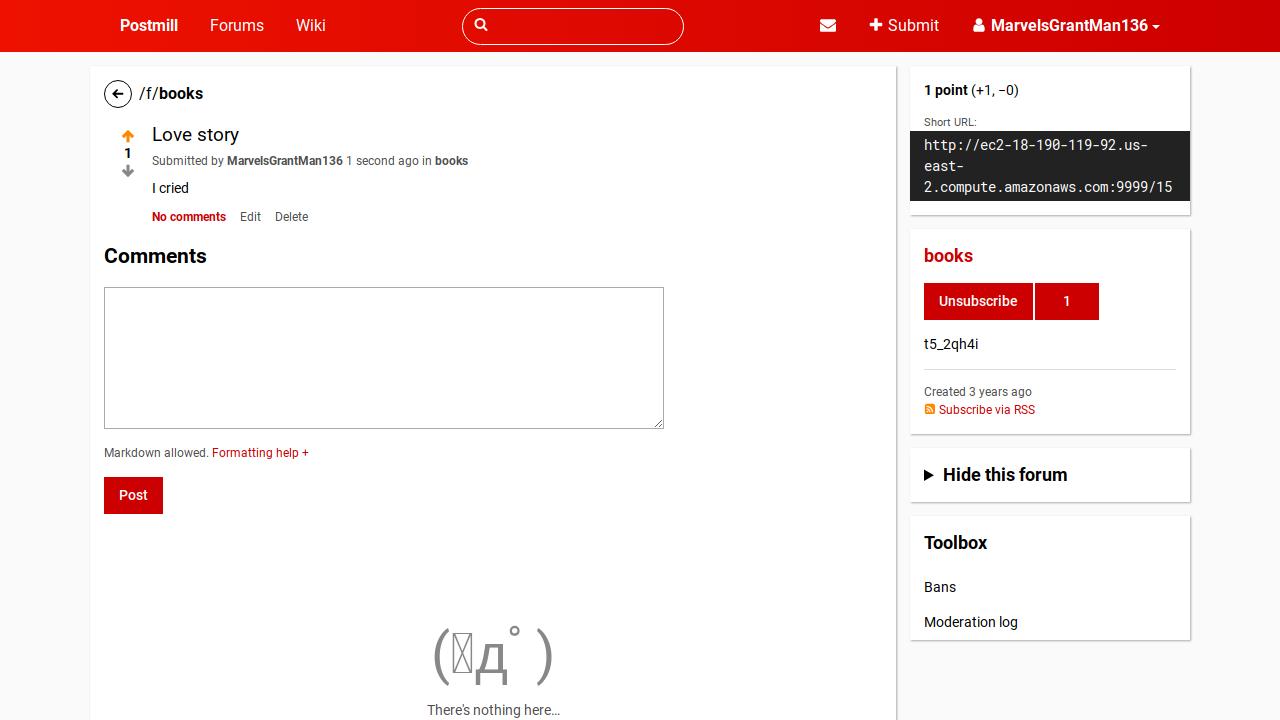 Postmill Forums Wiki Submit MarvelsGrantMan136
/f/books
Love story
1
Submitted by MarvelsGrantMan136 1 second ago in books
I cried
No comments Edit Delete
Comments
Markdown allowed. Formatting help +
Post
There's nothing here…
1 point (+1, −0)
Short URL:
http://ec2-18-190-119-92.us-
east-
2.compute.amazonaws.com:9999/15
books
Unsubscribe 1
t5_2qh4i
Created 3 years ago
Subscribe via RSS
Hide this forum
Toolbox
Bans
Moderation log